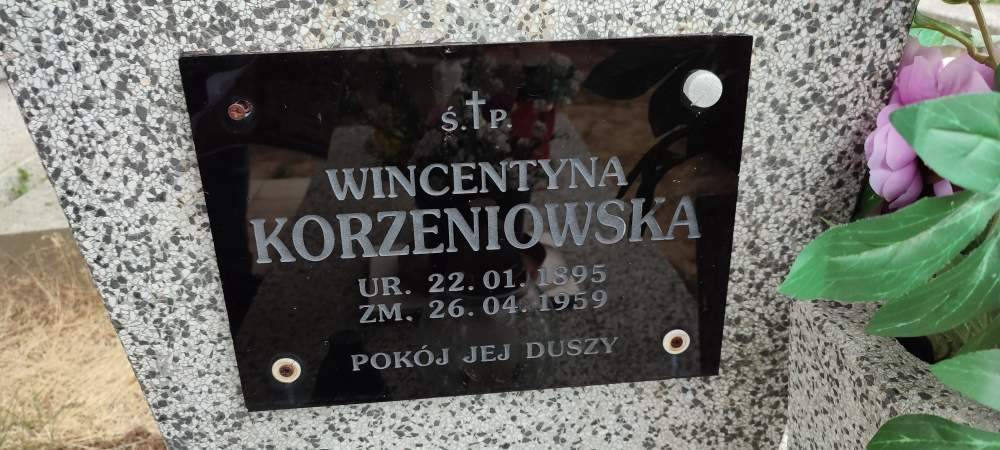 Ś.†P.
WINCENTYNA
KORZENIOWSKA
UR. 22.01.1895
ZM. 26.04.1959
POKÓJ JEJ DUSZY